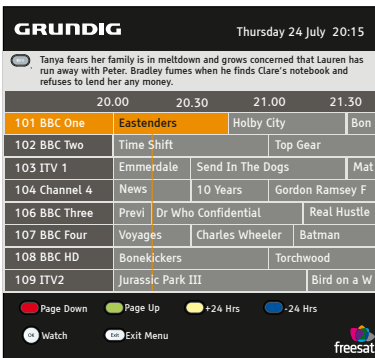 GRUNDIG
Thursday 24 July 20:15
Tanya fears her family is in meltdown and grows concerned that Lauren has
run away with Peter. Bradley fumes when he finds Clare's notebook and
refuses to lend her any money.
20.00 20.30 21.00 21.30
101 BBC One Eastenders Holby City Bon
102 BBC Two Time Shift Top Gear
103 ITV 1 Emmerdale Send In The Dogs Mat
104 Channel 4 News 10 Years Gordon Ramsey F
106 BBC Three Previ Dr Who Confidential Real Hustle
107 BBC Four Voyages Charles Wheeler Batman
108 BBC HD Bonekickers Torchwood
109 ITV2 Jurassic Park III Bird on a W
Page Down Page Up +24 Hrs -24 Hrs
OK Watch Exit Exit Menu
freesat